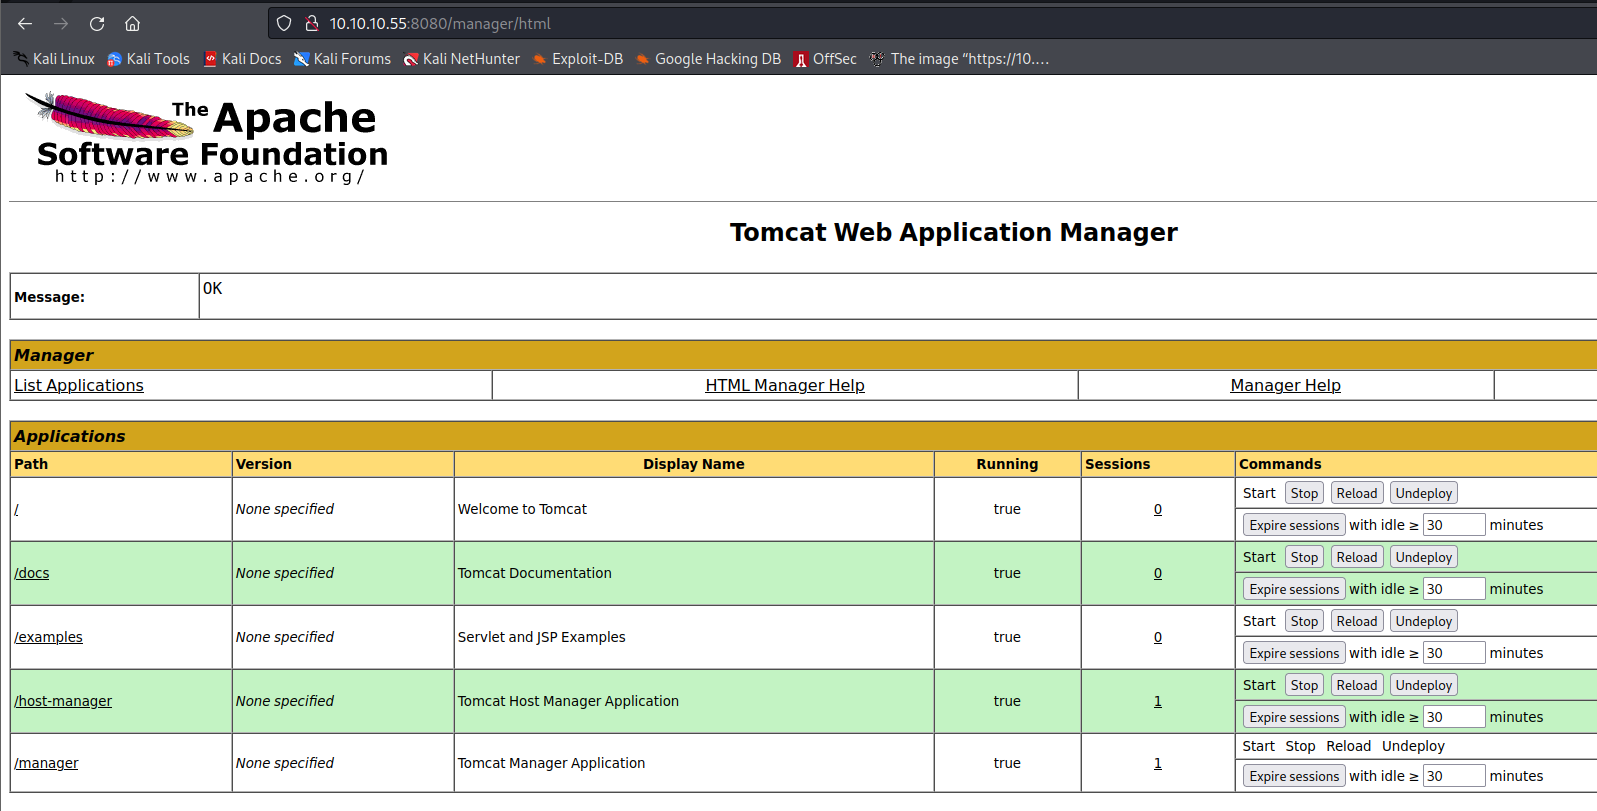 10.10.10.55:8080/manager/html
Kali Linux Kali Tools Kali Docs Kali Forums Kali NetHunter Exploit-DB Google Hacking DB OffSec The image "https://10....
The Apache
Software Foundation
http://www.apache.org/
Tomcat Web Application Manager
Message: OK
Manager
List Applications HTML Manager Help Manager Help
Applications
Path Version Display Name Running Sessions Commands
/ None specified Welcome to Tomcat true 0 Start Stop Reload Undeploy
Expire sessions with idle ≥ 30 minutes
/docs None specified Tomcat Documentation true 0 Start Stop Reload Undeploy
Expire sessions with idle ≥ 30 minutes
/examples None specified Servlet and JSP Examples true 0 Start Stop Reload Undeploy
Expire sessions with idle ≥ 30 minutes
/host-manager None specified Tomcat Host Manager Application true 1 Start Stop Reload Undeploy
Expire sessions with idle ≥ 30 minutes
/manager None specified Tomcat Manager Application true 1 Start Stop Reload Undeploy
Expire sessions with idle ≥ 30 minutes